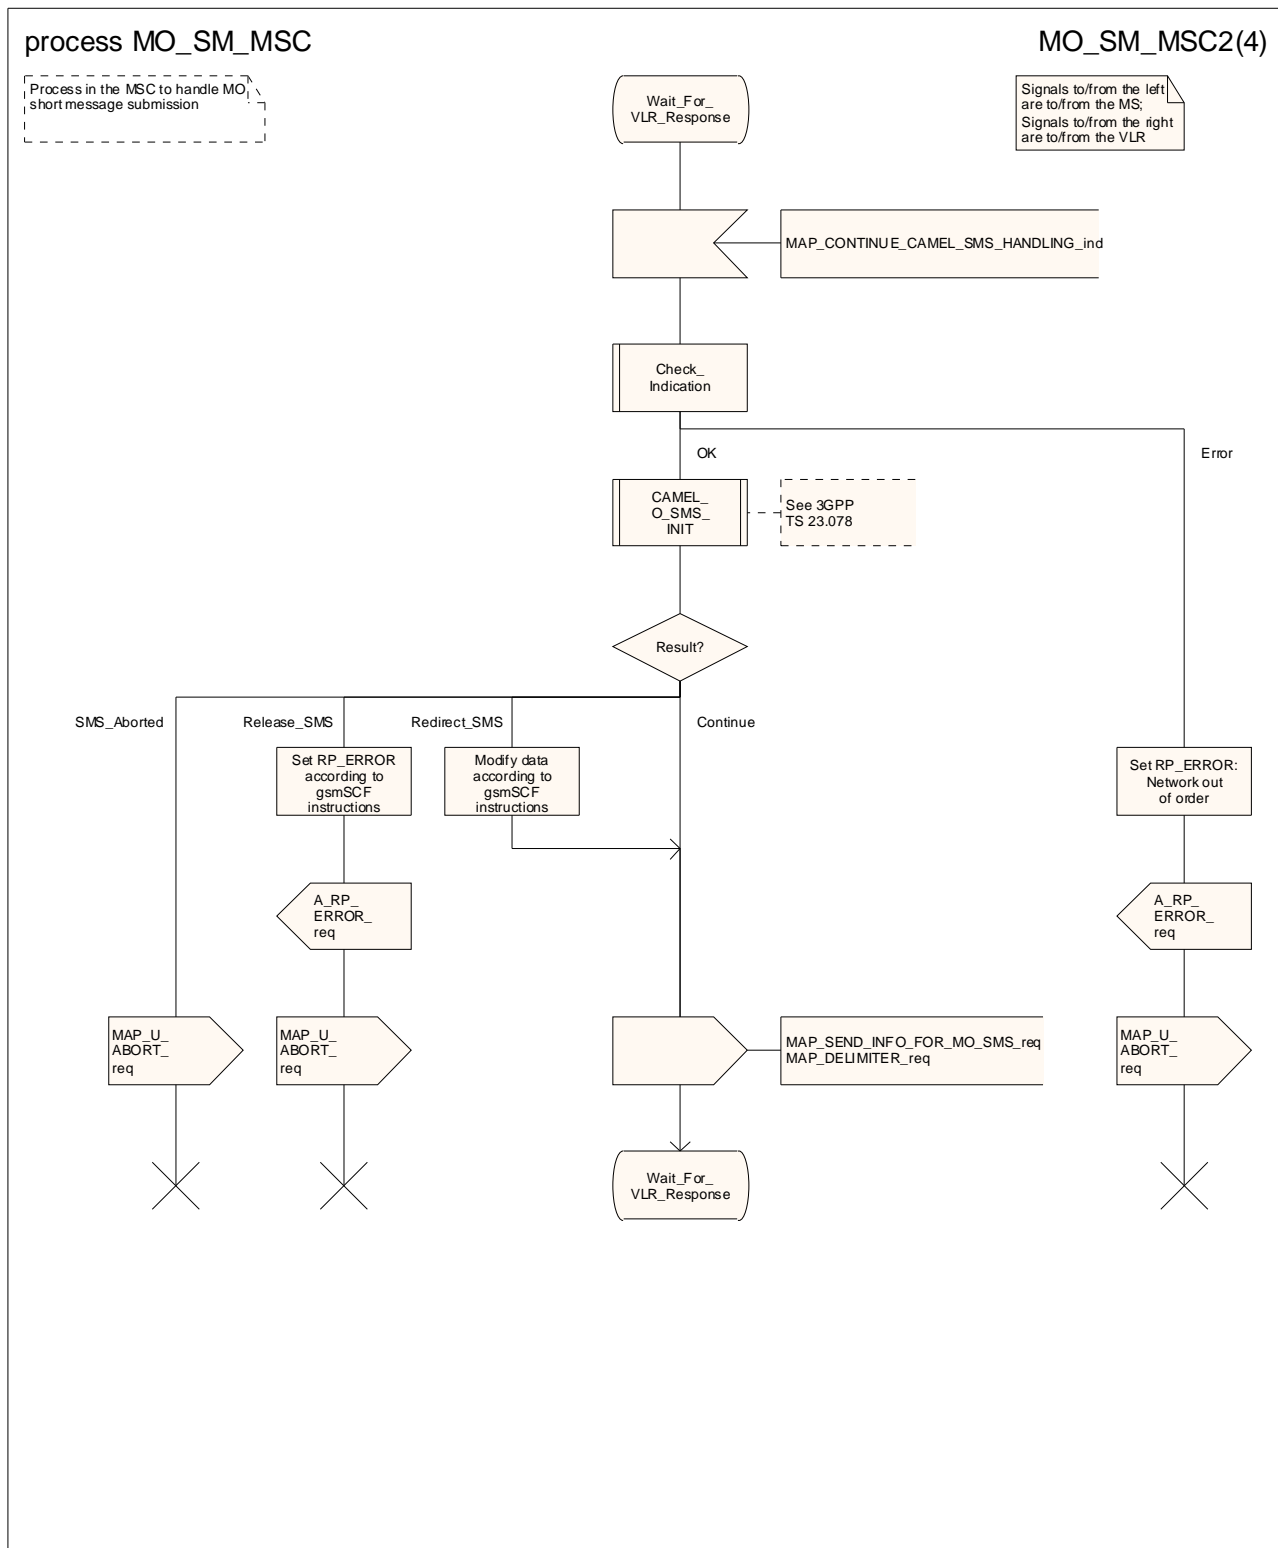 process MO_SM_MSC
MO_SM_MSC2(4)
Process in the MSC to handle MO
short message submission
Wait_For_
VLR_Response
Signals to/from the left
are to/from the MS;
Signals to/from the right
are to/from the VLR
MAP_CONTINUE_CAMEL_SMS_HANDLING_ind
Check_
Indication
OK
Error
CAMEL_
O_SMS_
INIT
See 3GPP
TS 23.078
Result?
SMS_Aborted
Release_SMS
Redirect_SMS
Continue
Set RP_ERROR
according to
gsmSCF
instructions
Modify data
according to
gsmSCF
instructions
Set RP_ERROR:
Network out
of order
A_RP_
ERROR_
req
A_RP_
ERROR_
req
MAP_U_
ABORT_
req
MAP_U_
ABORT_
req
MAP_SEND_INFO_FOR_MO_SMS_req
MAP_DELIMITER_req
MAP_U_
ABORT_
req
Wait_For_
VLR_Response